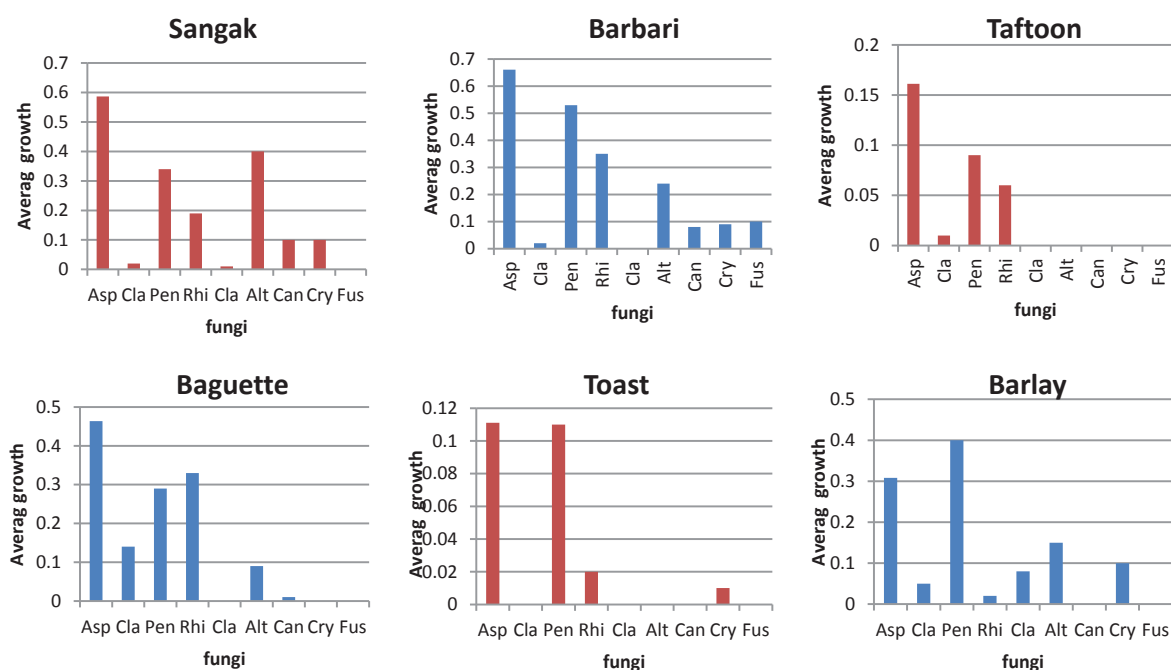 Sangak
Averag growth
0.7
0.6
0.5
0.4
0.3
0.2
0.1
0
Asp Cla Pen Rhi Cla Alt Can Cry Fus
fungi
Barbari
Averag growth
0.7
0.6
0.5
0.4
0.3
0.2
0.1
0
Asp Cla Pen Rhi Cla Alt Can Cry Fus
fungi
Taftoon
Averag growth
0.2
0.15
0.1
0.05
0
Asp Cla Pen Rhi Cla Alt Can Cry Fus
fungi
Baguette
Averag growth
0.5
0.4
0.3
0.2
0.1
0
Asp Cla Pen Rhi Cla Alt Can Cry Fus
fungi
Toast
Averag growth
0.12
0.1
0.08
0.06
0.04
0.02
0
Asp Cla Pen Rhi Cla Alt Can Cry Fus
fungi
Barlay
Averag growth
0.5
0.4
0.3
0.2
0.1
0
Asp Cla Pen Rhi Cla Alt Can Cry Fus
fungi